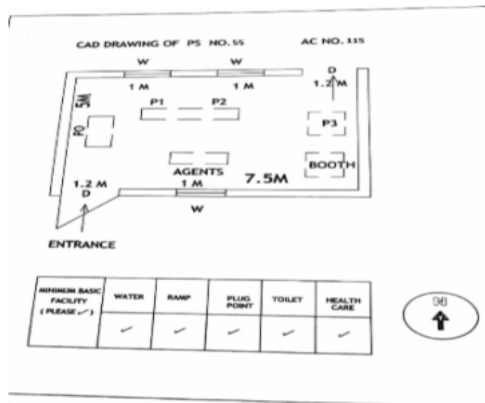 CAD DRAWING OF PS NO.55 AC NO.115
W W D
1 M 1 M 1.2 M
5M
P1 P2
P3
PO
AGENTS
BOOTH
1.2 M 1 M 7.5M
D
W
ENTRANCE
MINIMUM BASIC FACILITY (PLEASE ✓) WATER RAMP PLUG POINT TOILET HEALTH CARE
✓ ✓ ✓ ✓ ✓
N